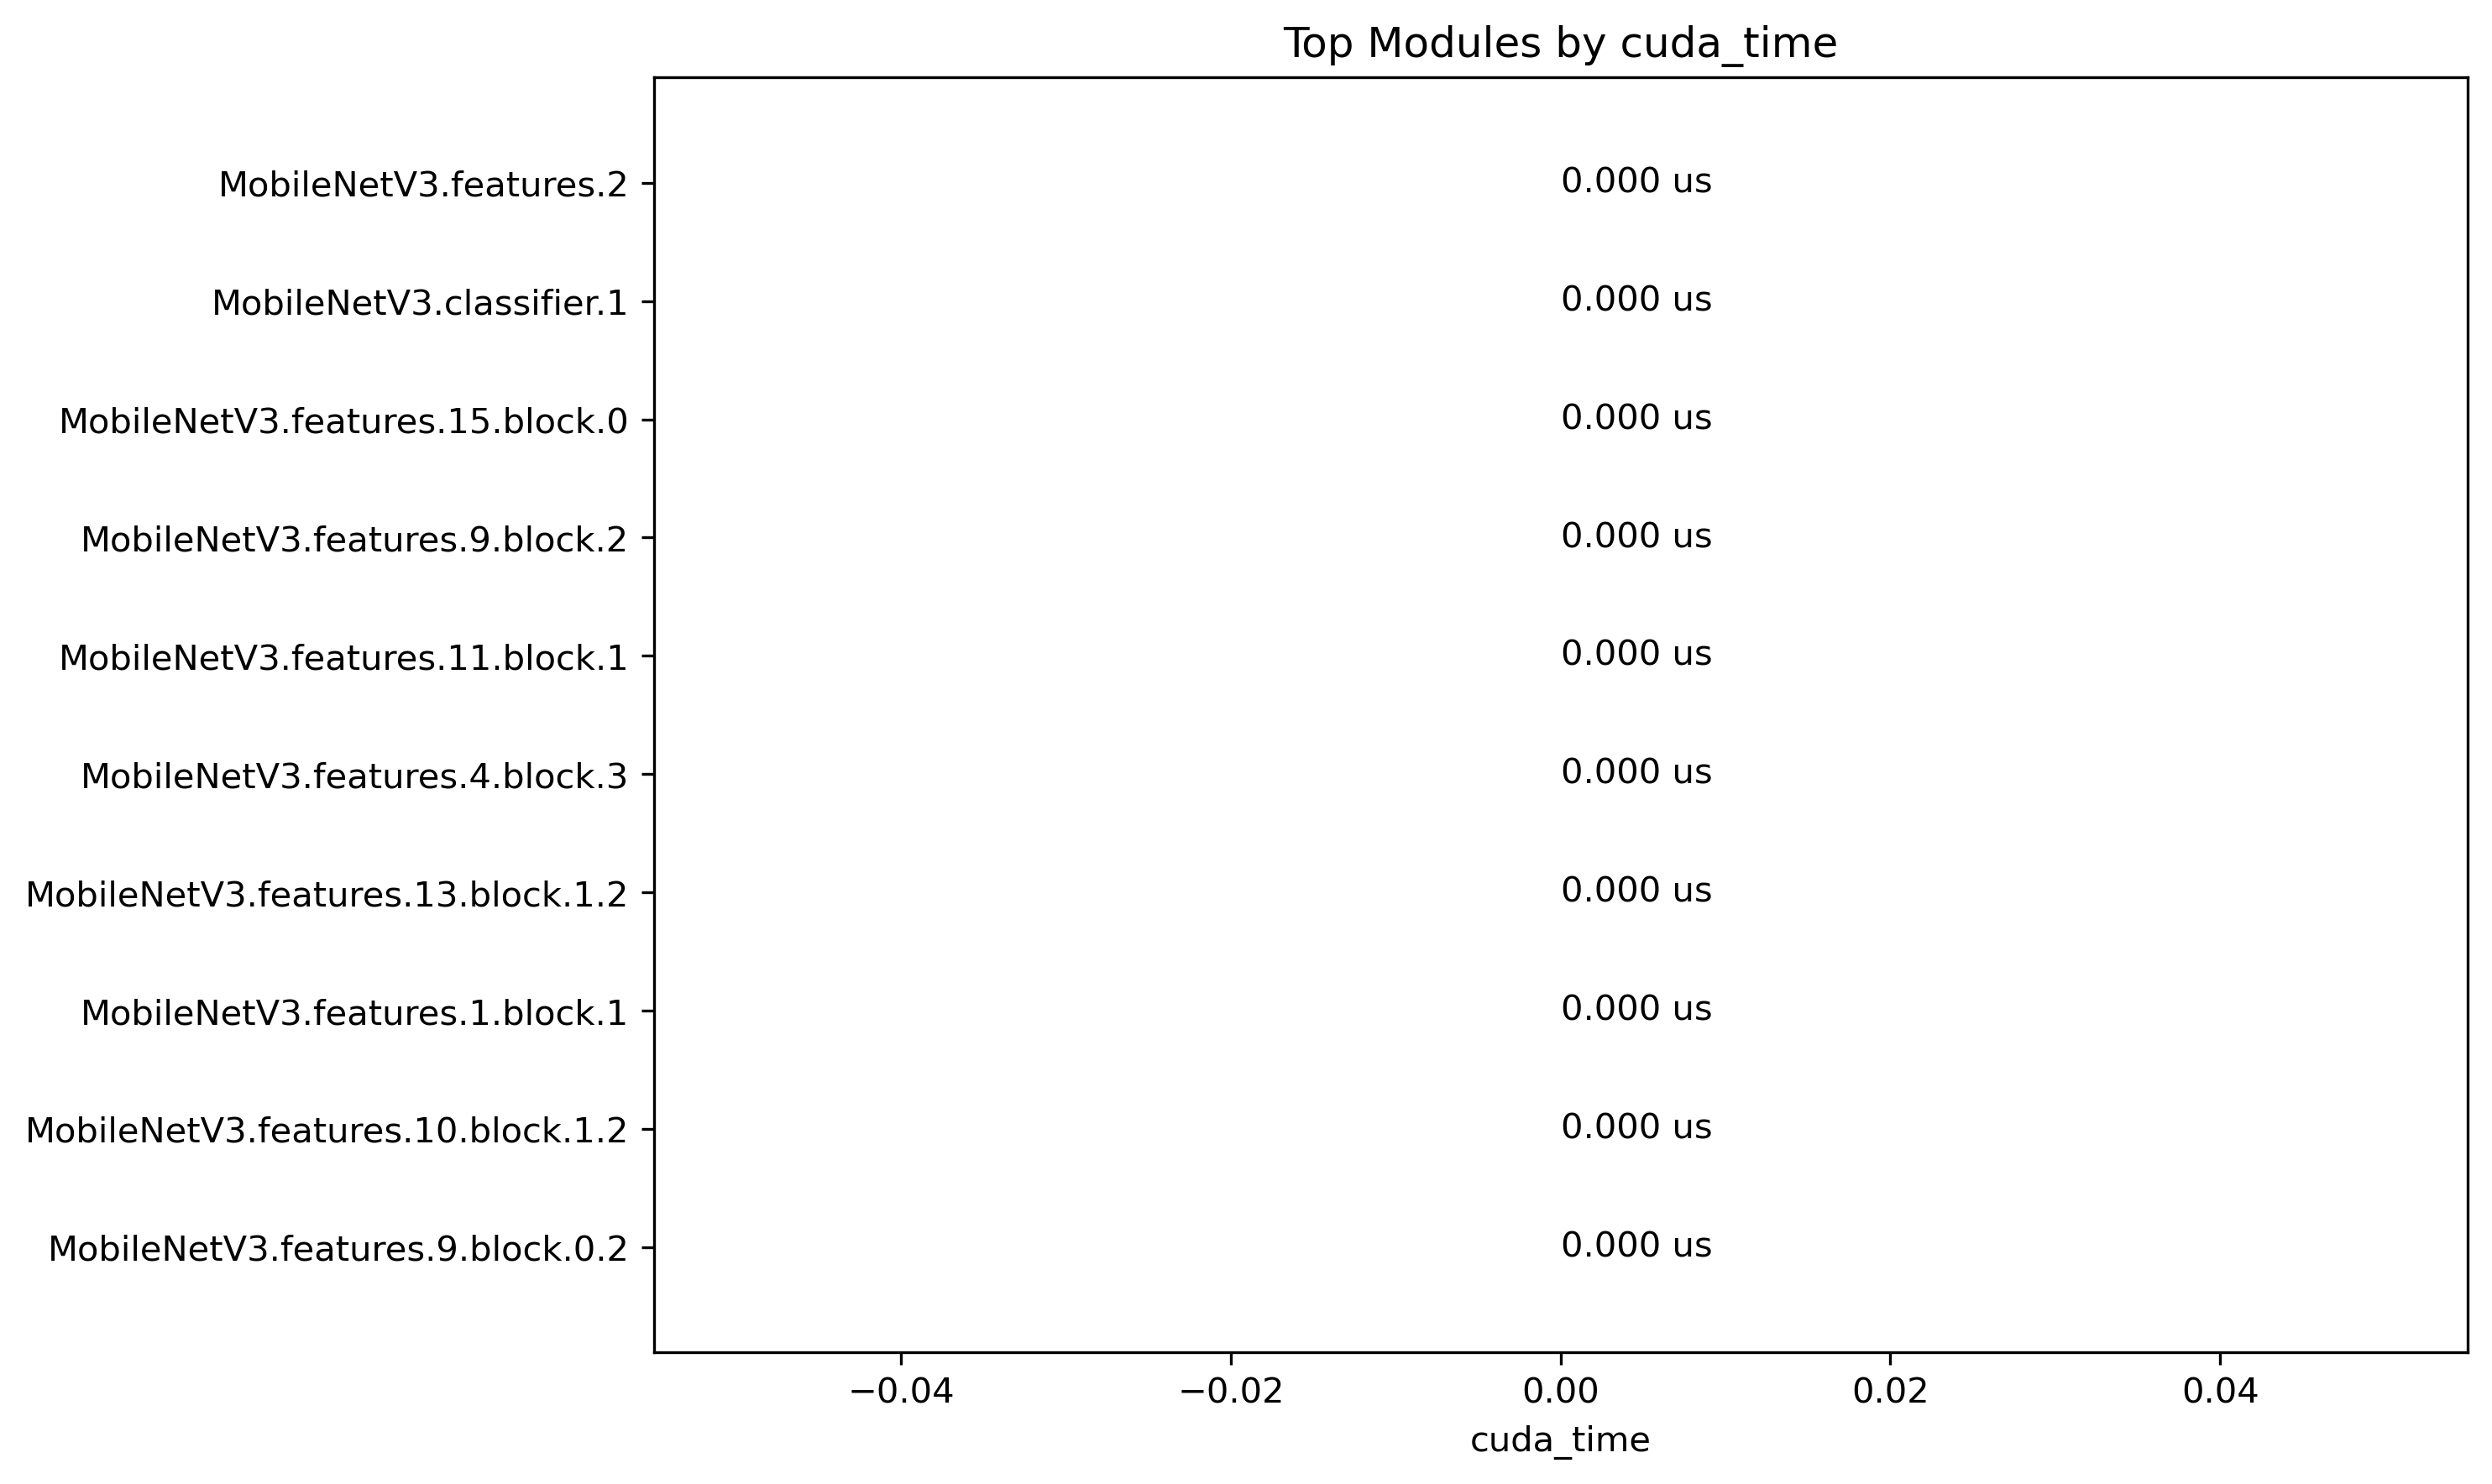 Top Modules by cuda_time
MobileNetV3.features.2 0.000 us
MobileNetV3.classifier.1 0.000 us
MobileNetV3.features.15.block.0 0.000 us
MobileNetV3.features.9.block.2 0.000 us
MobileNetV3.features.11.block.1 0.000 us
MobileNetV3.features.4.block.3 0.000 us
MobileNetV3.features.13.block.1.2 0.000 us
MobileNetV3.features.1.block.1 0.000 us
MobileNetV3.features.10.block.1.2 0.000 us
MobileNetV3.features.9.block.0.2 0.000 us
−0.04 −0.02 0.00 0.02 0.04
cuda_time